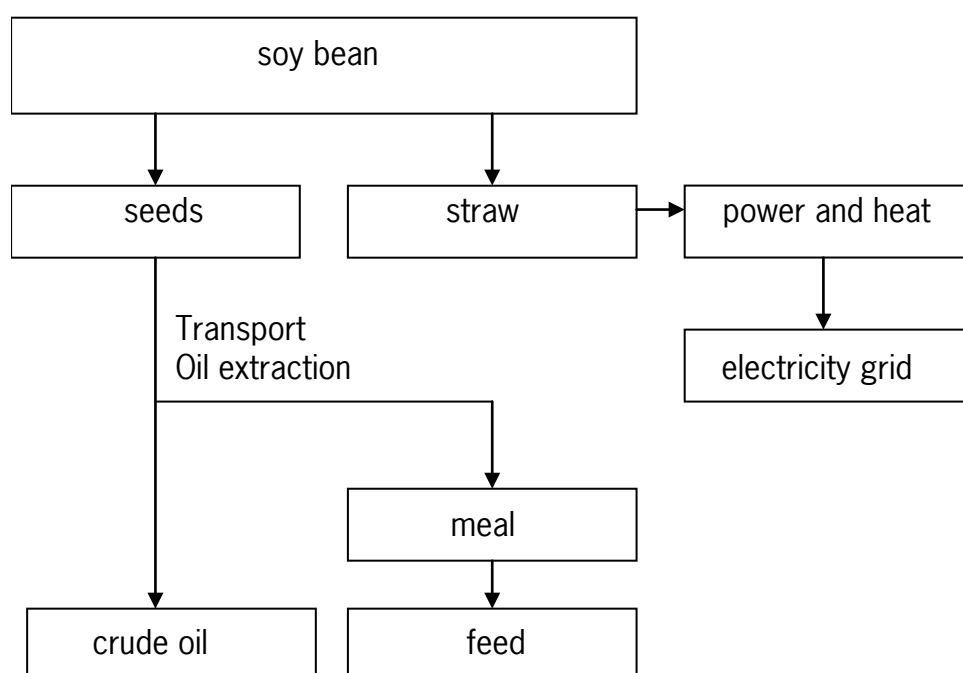 soy bean
seeds
straw
power and heat
Transport
Oil extraction
electricity grid
meal
crude oil
feed